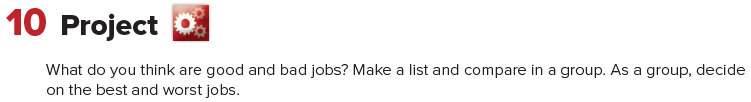 10 Project
What do you think are good and bad jobs? Make a list and compare in a group. As a group, decide
on the best and worst jobs.